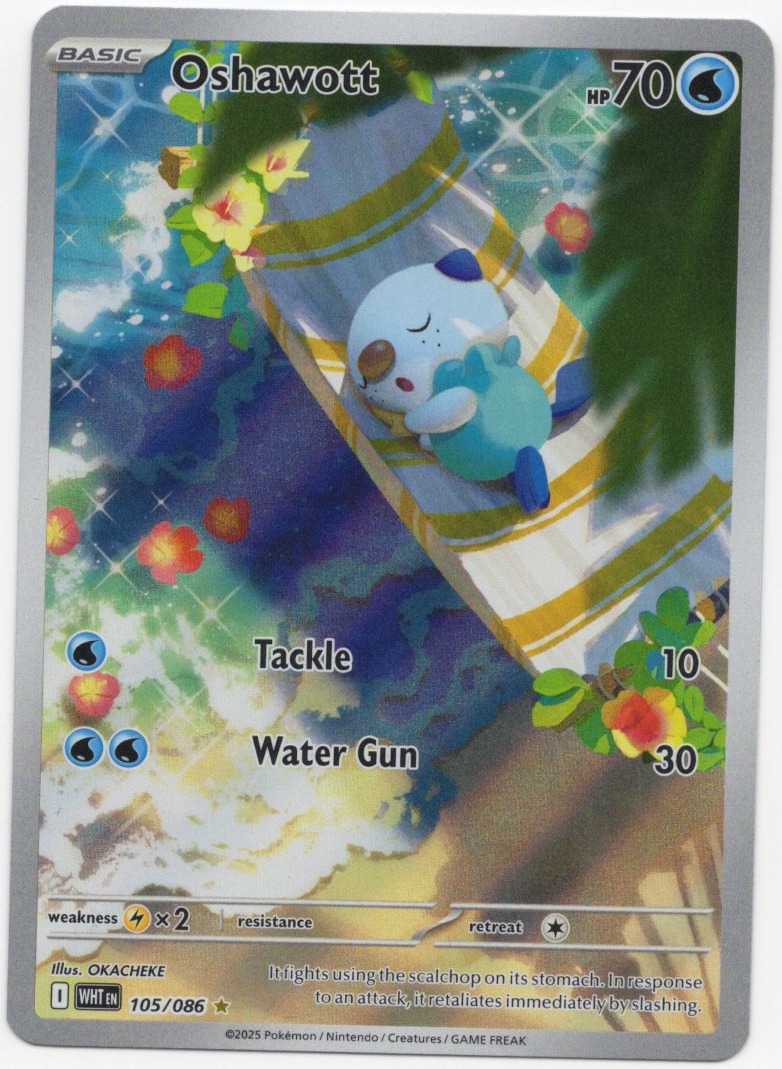 BASIC
Oshawott
HP 70
Tackle 10
Water Gun 30
weakness ×2 resistance retreat
Illus. OKACHEKE
It fights using the scalchop on its stomach. In response
to an attack, it retaliates immediately by slashing.
I WHT EN 105/086
©2025 Pokémon / Nintendo / Creatures / GAME FREAK